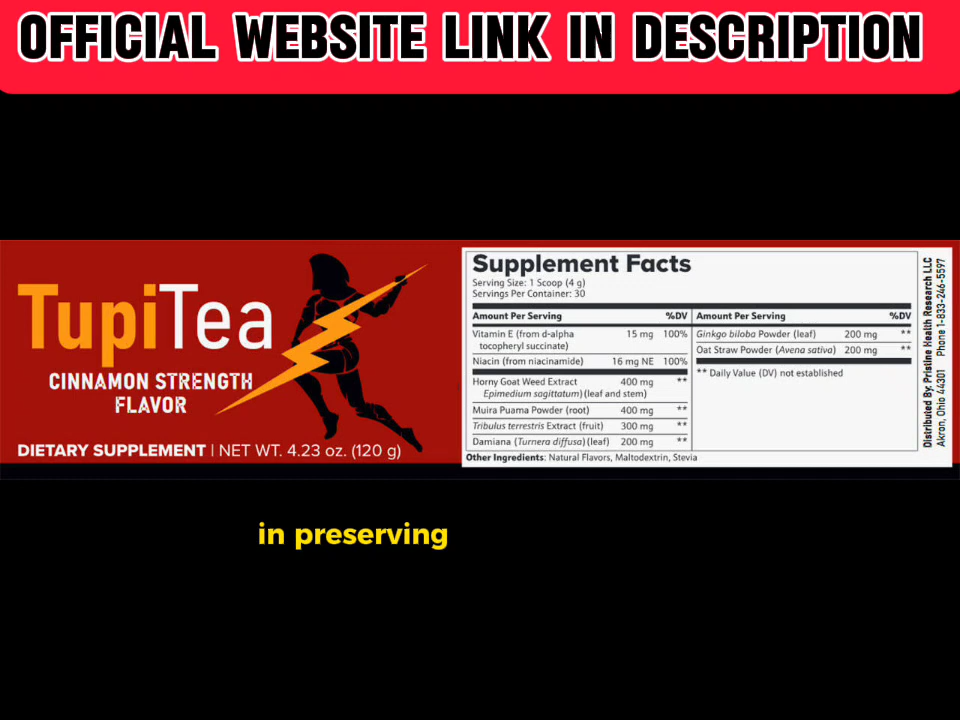 OFFICIAL WEBSITE LINK IN DESCRIPTION
TupiTea
CINNAMON STRENGTH
FLAVOR
DIETARY SUPPLEMENT | NET WT. 4.23 oz. (120 g)
Supplement Facts
Serving Size: 1 Scoop (4 g)
Servings Per Container: 30
Amount Per Serving %DV
Vitamin E (from d-alpha 15 mg 100%
tocopheryl succinate)
Niacin (from niacinamide) 16 mg NE 100%
Horny Goat Weed Extract 400 mg **
Epimedium sagittatum) (leaf and stem)
Muira Puama Powder (root) 400 mg **
Tribulus terrestris Extract (fruit) 300 mg **
Damiana (Turnera diffusa) (leaf) 200 mg **
Amount Per Serving %DV
Ginkgo biloba Powder (leaf) 200 mg **
Oat Straw Powder (Avena sativa) 200 mg **
** Daily Value (DV) not established
Other Ingredients: Natural Flavors, Maltodextrin, Stevia
Distributed By: Pristine Health Research LLC
Akron, Ohio 44301 Phone 1-833-246-5597
in preserving